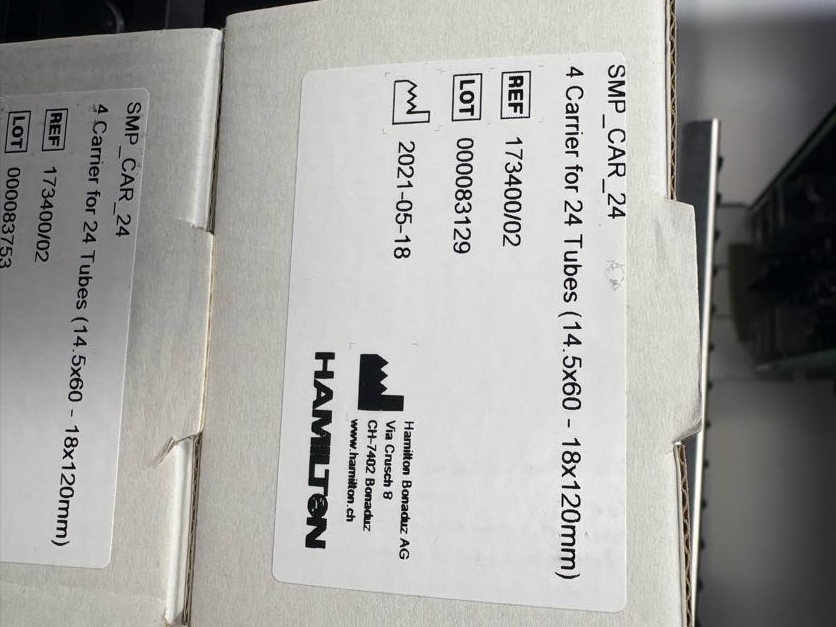 SMP_CAR_24
4 Carrier for 24 Tubes (14.5x60 - 18x120mm)
REF 173400/02
LOT 000083753
SMP_CAR_24
4 Carrier for 24 Tubes (14.5x60 - 18x120mm)
REF 173400/02
LOT 000083129
2021-05-18
Hamilton Bonaduz AG
Via Crusch 8
CH-7402 Bonaduz
www.hamilton.ch
HAMILTON